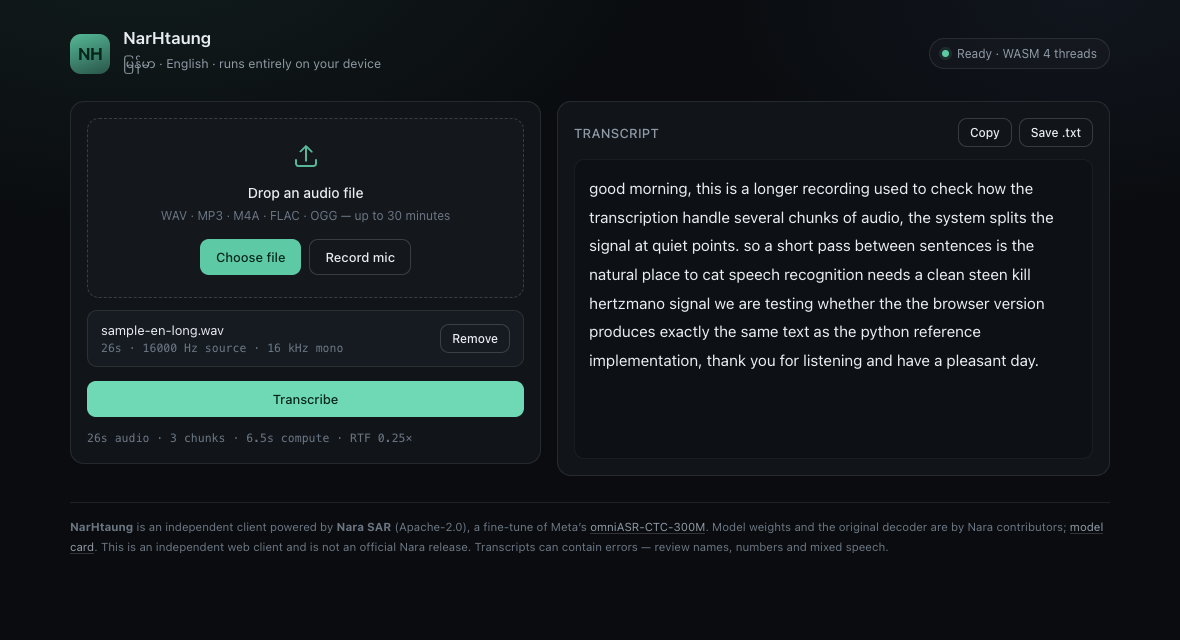 NH
NarHtaung
မြန်မာ · English · runs entirely on your device
Ready · WASM 4 threads
Drop an audio file
WAV · MP3 · M4A · FLAC · OGG — up to 30 minutes
Choose file
Record mic
sample-en-long.wav
26s · 16000 Hz source · 16 kHz mono
Remove
Transcribe
26s audio · 3 chunks · 6.5s compute · RTF 0.25×
TRANSCRIPT
Copy
Save .txt
good morning, this is a longer recording used to check how the
transcription handle several chunks of audio, the system splits the
signal at quiet points. so a short pass between sentences is the
natural place to cat speech recognition needs a clean steen kill
hertzmano signal we are testing whether the the browser version
produces exactly the same text as the python reference
implementation, thank you for listening and have a pleasant day.
NarHtaung is an independent client powered by Nara SAR (Apache-2.0), a fine-tune of Meta's omniASR-CTC-300M. Model weights and the original decoder are by Nara contributors; model
card. This is an independent web client and is not an official Nara release. Transcripts can contain errors — review names, numbers and mixed speech.